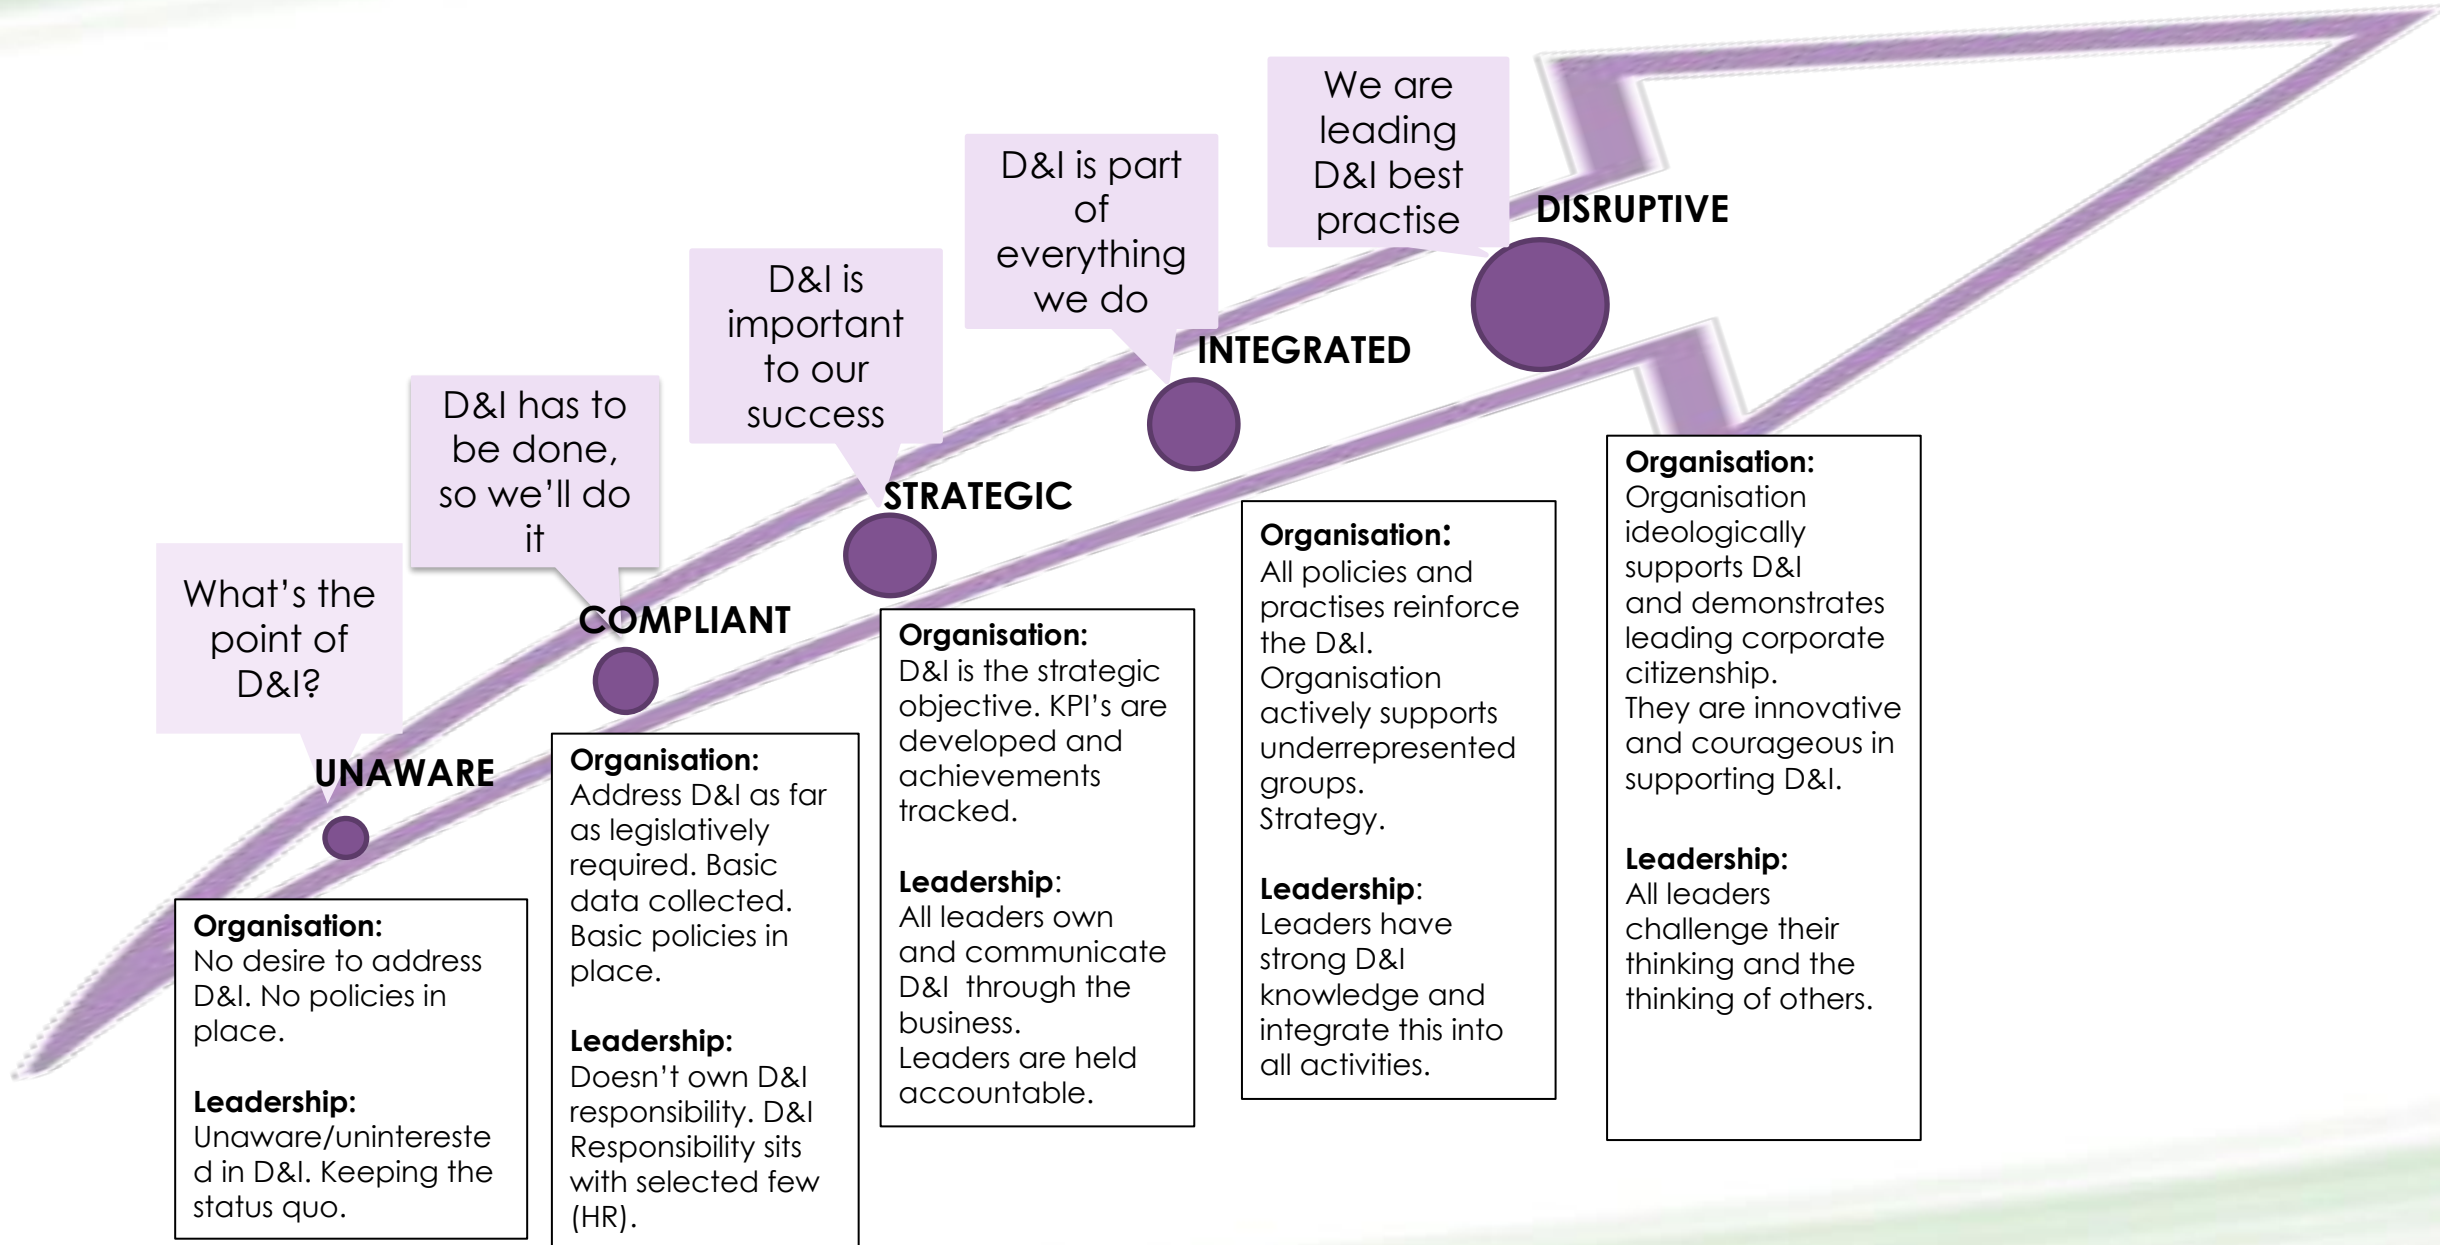 What's the
point of
D&I?
UNAWARE
Organisation:
No desire to address
D&I. No policies in
place.
Leadership:
Unaware/unintereste
d in D&I. Keeping the
status quo.
D&I has to
be done,
so we'll do
it
COMPLIANT
Organisation:
Address D&I as far
as legislatively
required. Basic
data collected.
Basic policies in
place.
Leadership:
Doesn't own D&I
responsibility. D&I
Responsibility sits
with selected few
(HR).
D&I is
important
to our
success
STRATEGIC
Organisation:
D&I is the strategic
objective. KPI's are
developed and
achievements
tracked.
Leadership:
All leaders own
and communicate
D&I through the
business.
Leaders are held
accountable.
D&I is part
of
everything
we do
INTEGRATED
Organisation:
All policies and
practises reinforce
the D&I.
Organisation
actively supports
underrepresented
groups.
Strategy.
Leadership:
Leaders have
strong D&I
knowledge and
integrate this into
all activities.
We are
leading
D&I best
practise
DISRUPTIVE
Organisation:
Organisation
ideologically
supports D&I
and demonstrates
leading corporate
citizenship.
They are innovative
and courageous in
supporting D&I.
Leadership:
All leaders
challenge their
thinking and the
thinking of others.